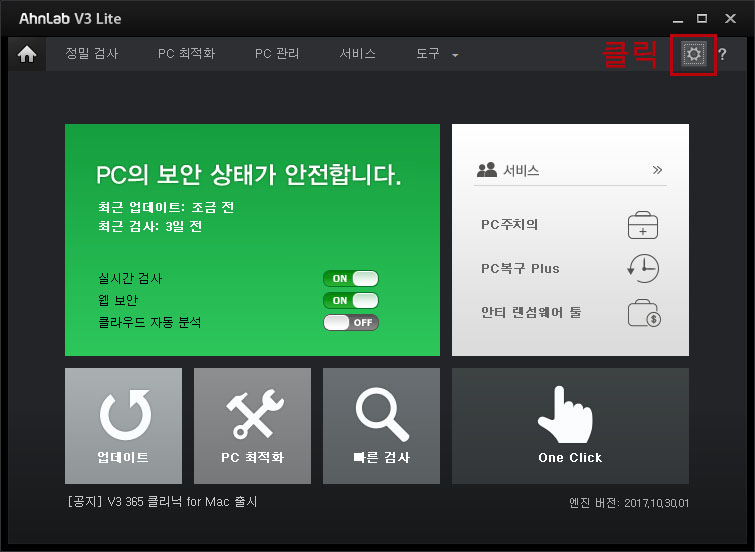 AhnLab V3 Lite
정밀 검사 PC 최적화 PC 관리 서비스 도구 클릭 ?
PC의 보안 상태가 안전합니다.
최근 업데이트: 조금 전
최근 검사: 3일 전
실시간 검사 ON
웹 보안 ON
클라우드 자동 분석 OFF
서비스
PC주치의
PC복구 Plus
안티 랜섬웨어 툴
업데이트
PC 최적화
빠른 검사
One Click
[공지] V3 365 클리닉 for Mac 출시
엔진 버전: 2017.10.30.01